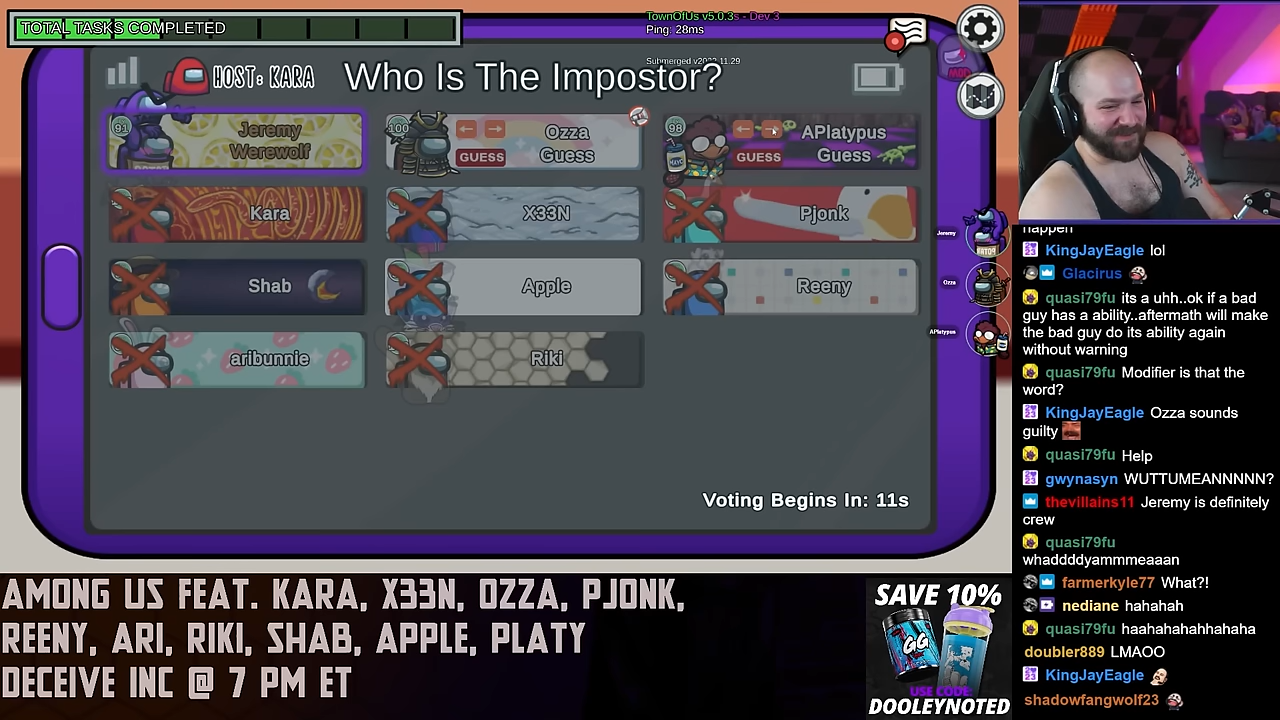 TOTAL TASKS COMPLETED
TownOfUs v5.0.3s - Dev 3
Ping: 28ms
HOST: KARA
Who Is The Impostor?
91
Jeremy
Werewolf
100
Ozza
GUESS
Guess
98
APlatypus
GUESS
Guess
Kara
X33N
Pjonk
Shab
Apple
Reeny
aribunnie
Riki
Voting Begins In: 11s
Jeremy
Ozza
APlatypus
happen
KingJayEagle lol
Glacirus
quasi79fu its a uhh..ok if a bad
guy has a ability..aftermath will make
the bad guy do its ability again
without warning
quasi79fu Modifier is that the
word?
KingJayEagle Ozza sounds
guilty
quasi79fu Help
gwynasyn WUTTUMEANNNNN?
thevillains11 Jeremy is definitely
crew
quasi79fu
whaddddyammmeaaan
farmerkyle77 What?!
nediane hahahah
quasi79fu haahahahahhahaha
doubler889 LMAOO
KingJayEagle
shadowfangwolf23
AMONG US FEAT. KARA, X33N, OZZA, PJONK,
REENY, ARI, RIKI, SHAB, APPLE, PLATY
DECEIVE INC @ 7 PM ET
SAVE 10%
GG
USE CODE:
DOOLEYNOTED